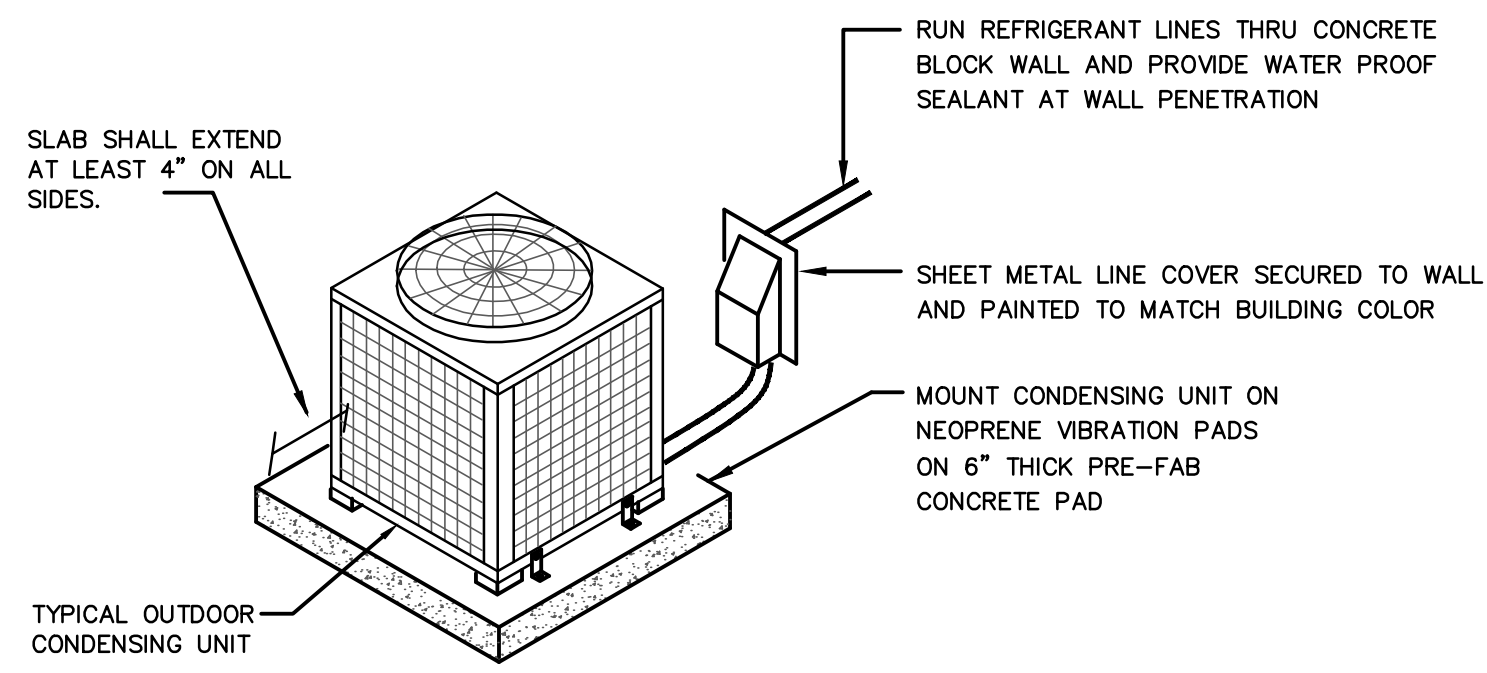 RUN REFRIGERANT LINES THRU CONCRETE
BLOCK WALL AND PROVIDE WATER PROOF
SEALANT AT WALL PENETRATION
SLAB SHALL EXTEND
AT LEAST 4” ON ALL
SIDES.
SHEET METAL LINE COVER SECURED TO WALL
AND PAINTED TO MATCH BUILDING COLOR
MOUNT CONDENSING UNIT ON
NEOPRENE VIBRATION PADS
ON 6” THICK PRE-FAB
CONCRETE PAD
TYPICAL OUTDOOR
CONDENSING UNIT